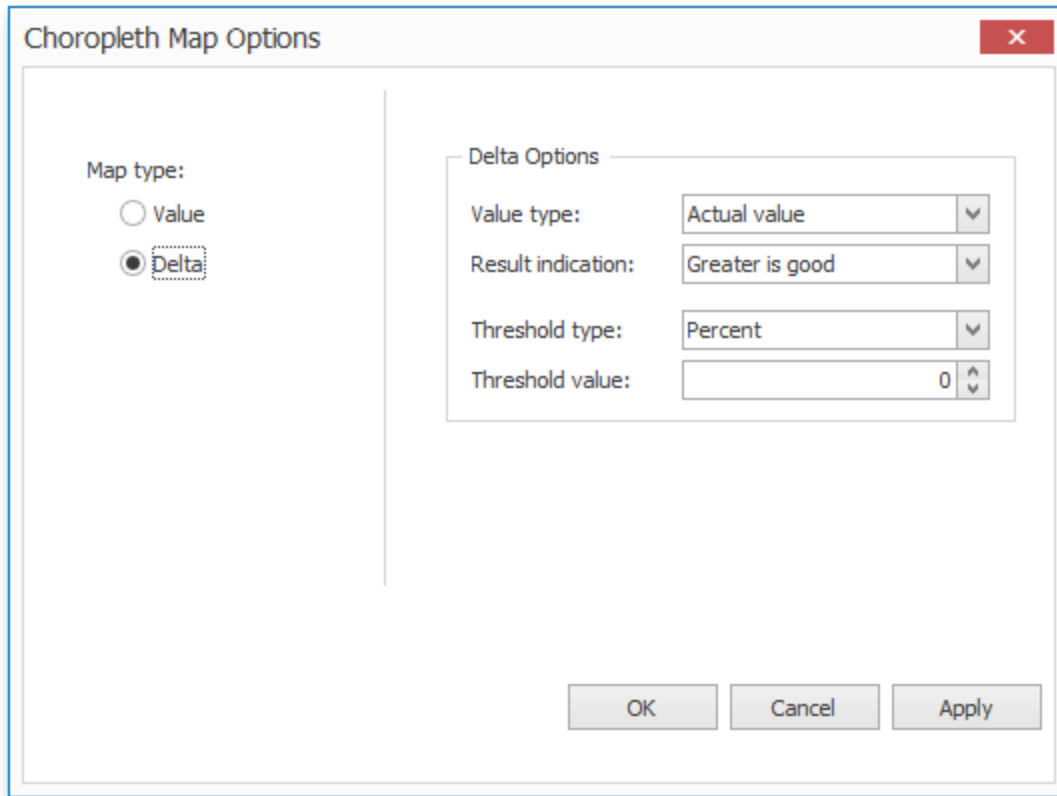 Choropleth Map Options
Map type:
Value
Delta
Delta Options
Value type: Actual value
Result indication: Greater is good
Threshold type: Percent
Threshold value: 0
OK Cancel Apply